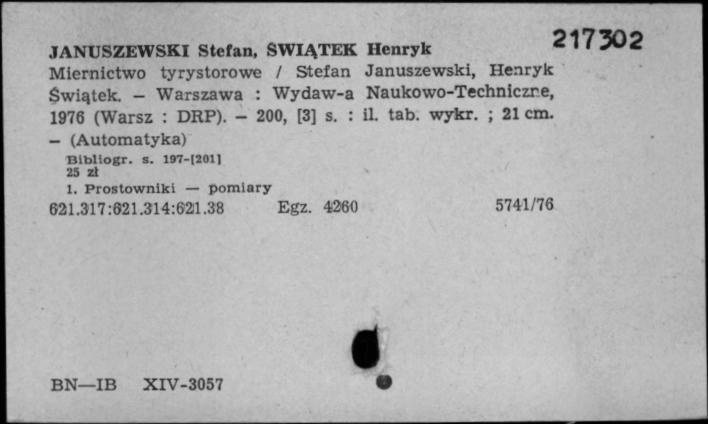 217302
JANUSZEWSKI Stefan, ŚWIĄTEK Henryk
Miernictwo tyrystorowe / Stefan Januszewski, Henryk
Świątek. — Warszawa : Wydaw-a Naukowo-Techniczne,
1976 (Warsz : DRP). — 200, [3] s. : il. tab. wykr. ; 21 cm.
— (Automatyka)
Bibliogr. s. 197-[201]
25 zł
1. Prostowniki — pomiary
621.317:621.314:621.38 Egz. 4260 5741/76
BN—IB XIV-3057